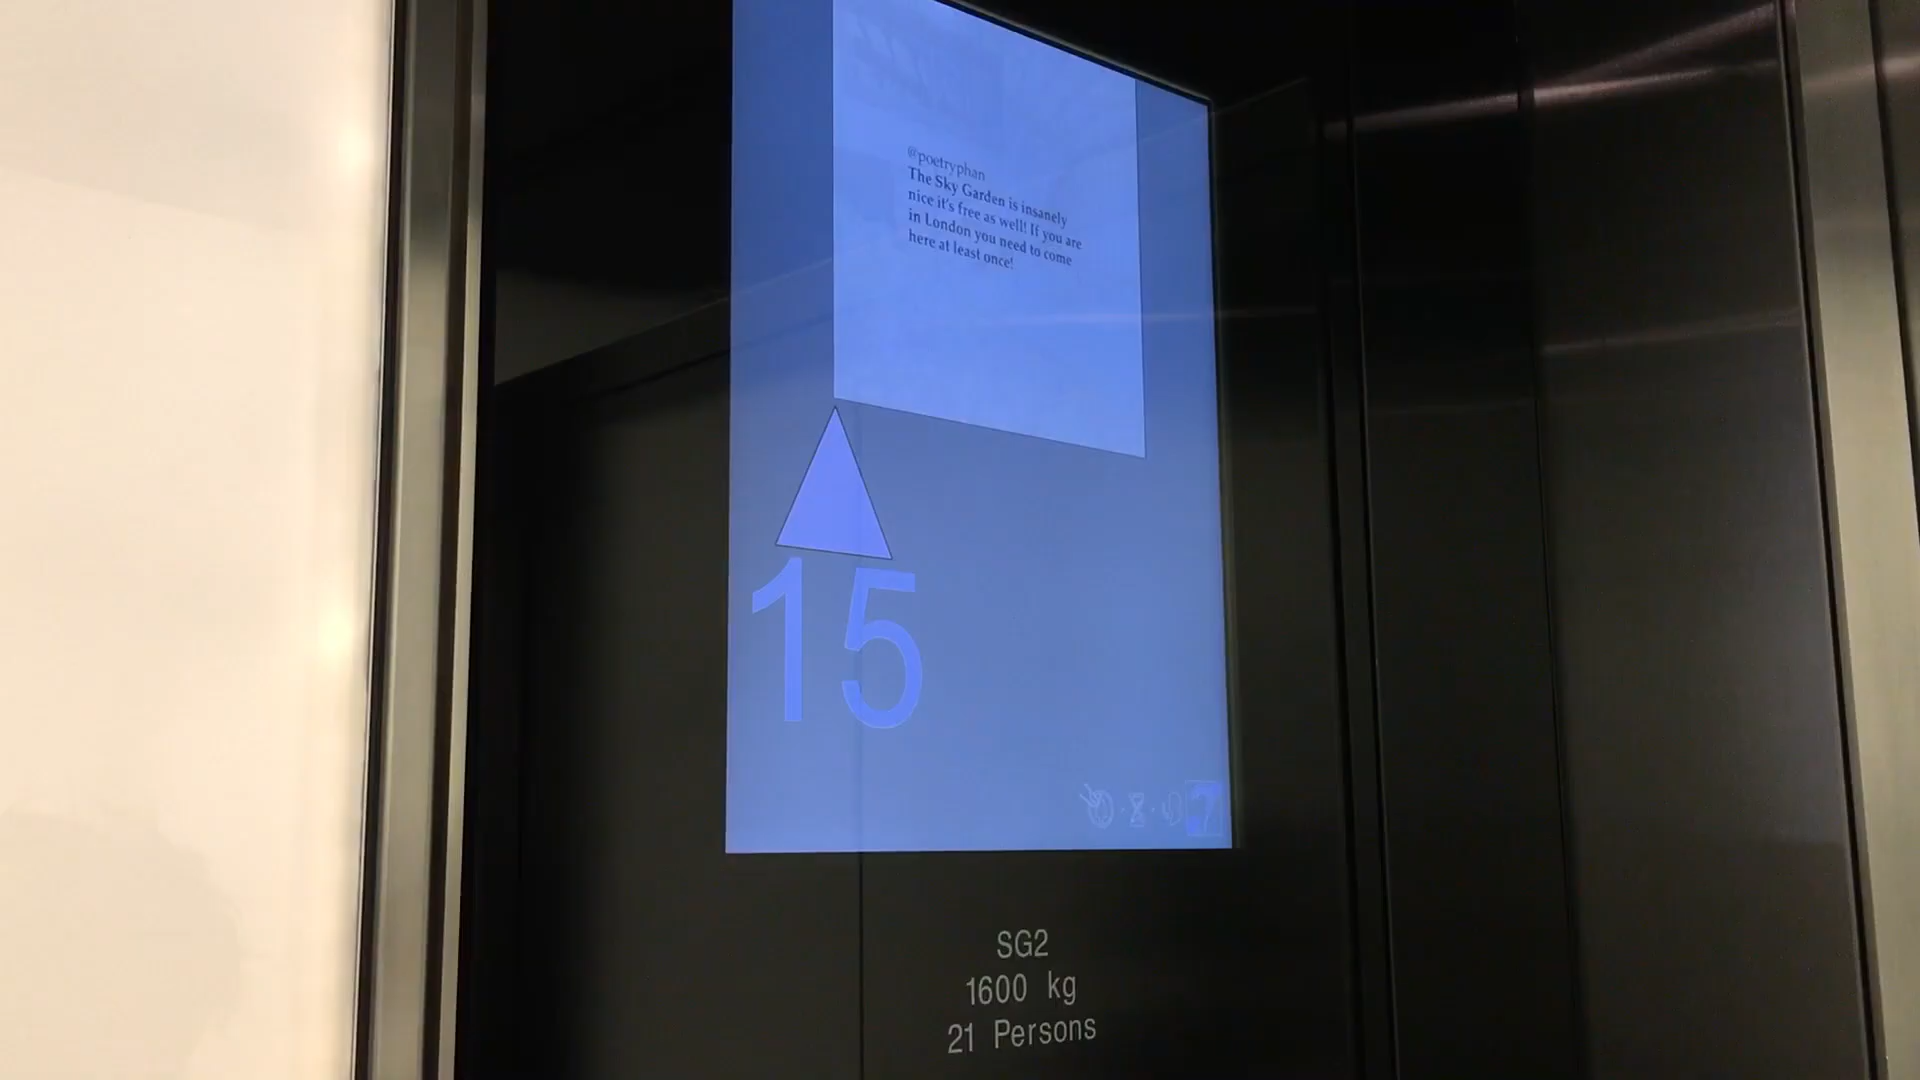 @poetryphan
The Sky Garden is insanely
nice it's free as well! If you are
in London you need to come
here at least once!
15
SG2
1600 kg
21 Persons